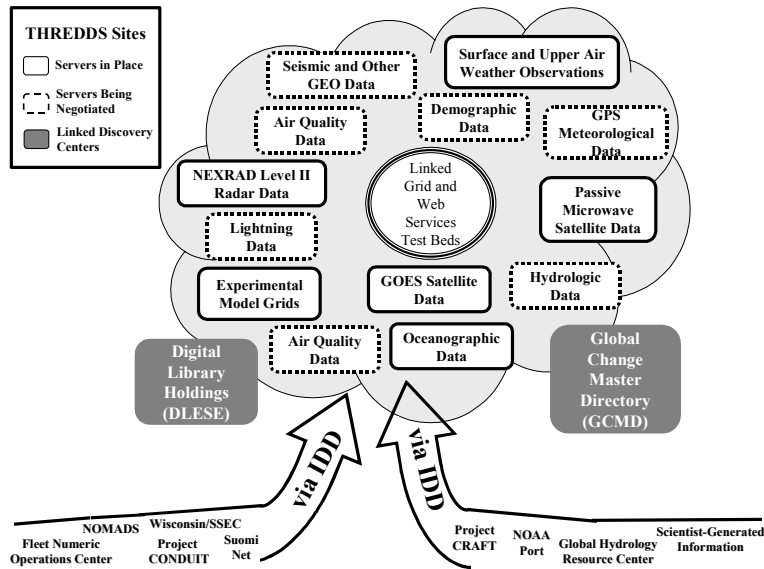 THREDDS Sites
Servers in Place
Servers Being
Negotiated
Linked Discovery
Centers
Seismic and Other
GEO Data
Surface and Upper Air
Weather Observations
Air Quality
Data
Demographic
Data
GPS
Meteorological
Data
NEXRAD Level II
Radar Data
Linked
Grid and
Web
Services
Test Beds
Passive
Microwave
Satellite Data
Lightning
Data
Experimental
Model Grids
GOES Satellite
Data
Hydrologic
Data
Air Quality
Data
Oceanographic
Data
Digital
Library
Holdings
(DLESE)
Global
Change
Master
Directory
(GCMD)
via IDD
via IDD
Fleet Numeric
Operations Center
NOMADS
Wisconsin/SSEC
Project
CONDUIT
Suomi
Net
Project
CRAFT
NOAA
Port
Global Hydrology
Resource Center
Scientist-Generated
Information